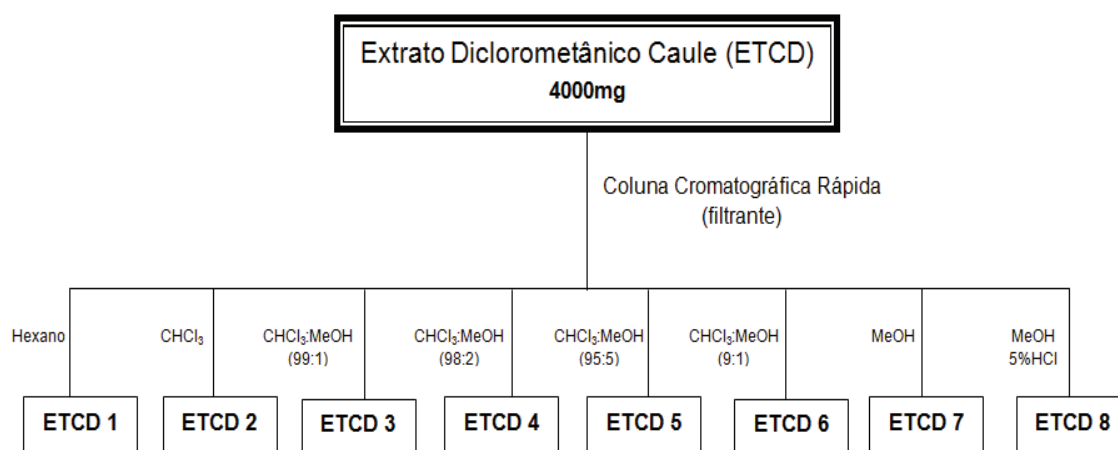 Extrato Diclorometânico Caule (ETCD)
4000mg
Coluna Cromatográfica Rápida
(filtrante)
Hexano
CHCl₃
CHCl₃:MeOH
(99:1)
CHCl₃:MeOH
(98:2)
CHCl₃:MeOH
(95:5)
CHCl₃:MeOH
(9:1)
MeOH
MeOH
5%HCl
ETCD 1
ETCD 2
ETCD 3
ETCD 4
ETCD 5
ETCD 6
ETCD 7
ETCD 8